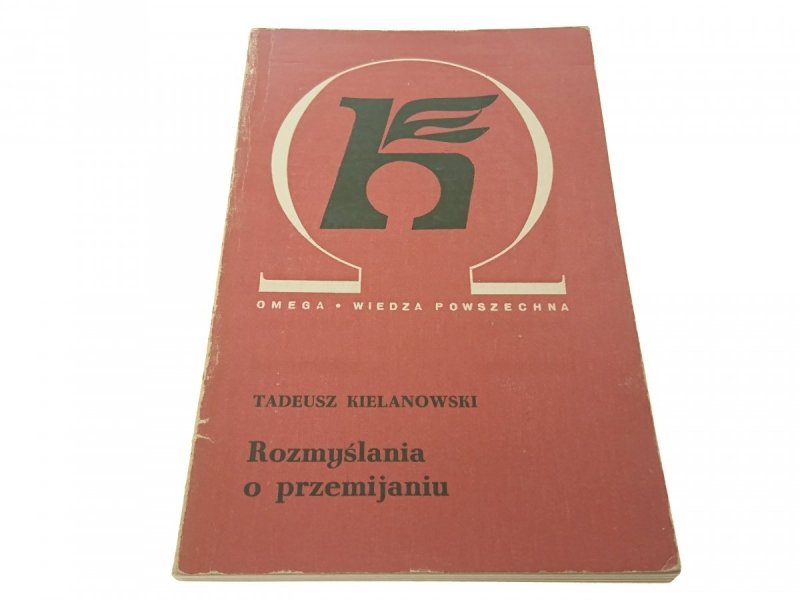 OMEGA • WIEDZA POWSZECHNA
TADEUSZ KIELANOWSKI
Rozmyślania
o przemijaniu